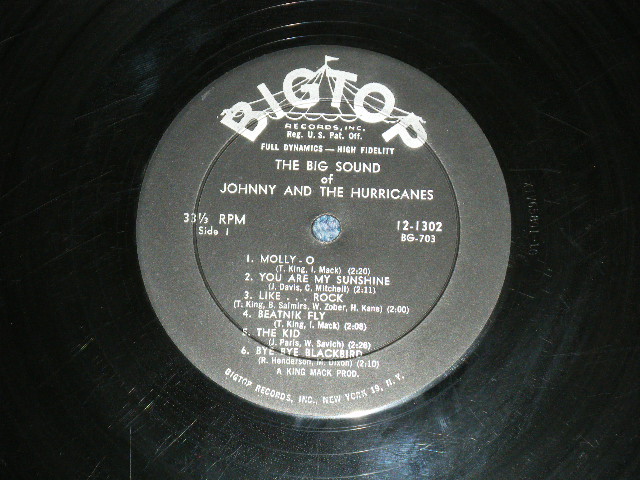 BIGTOP
RECORDS, INC.
Reg. U. S. Pat. Off.
FULL DYNAMICS — HIGH FIDELITY
THE BIG SOUND
of
JOHNNY AND THE HURRICANES
33⅓ RPM
Side 1
12-1302
BG-703
1. MOLLY-O
(T. King, I. Mack) (2:20)
2. YOU ARE MY SUNSHINE
(J. Davis, C. Mitchell) (2:11)
3. LIKE . . . ROCK
(T. King, B. Salmirs, W. Zober, H. Kane) (2:00)
4. BEATNIK FLY
(T. King, I. Mack) (2:08)
5. THE KID
(J. Paris, W. Savich) (2:26)
6. BYE BYE BLACKBIRD
(R. Henderson, M. Dixon) (2:10)
A KING MACK PROD.
BIGTOP RECORDS, INC., NEW YORK 19, N. Y.